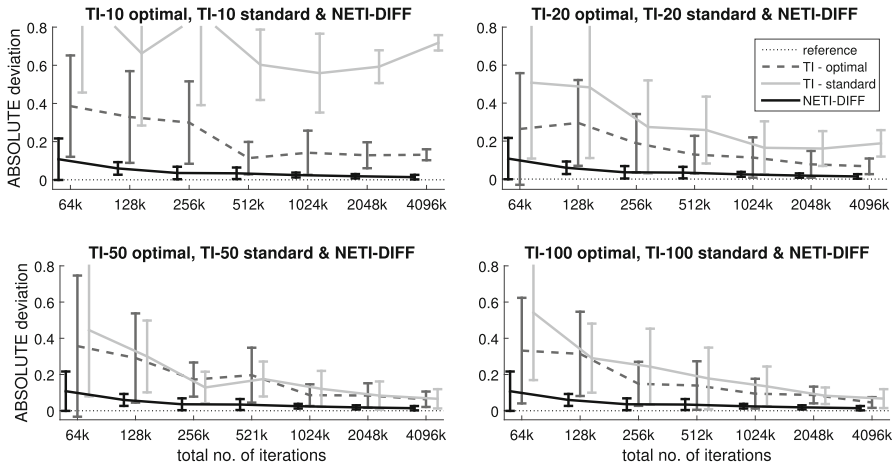 TI-10 optimal, TI-10 standard & NETI-DIFF
ABSOLUTE deviation
0.8
0.6
0.4
0.2
0
64k 128k 256k 512k 1024k 2048k 4096k
TI-20 optimal, TI-20 standard & NETI-DIFF
0.8
0.6
0.4
0.2
0
64k 128k 256k 512k 1024k 2048k 4096k
reference
TI - optimal
TI - standard
NETI-DIFF
TI-50 optimal, TI-50 standard & NETI-DIFF
ABSOLUTE deviation
0.8
0.6
0.4
0.2
0
64k 128k 256k 521k 1024k 2048k 4096k
total no. of iterations
TI-100 optimal, TI-100 standard & NETI-DIFF
0.8
0.6
0.4
0.2
0
64k 128k 256k 512k 1024k 2048k 4096k
total no. of iterations